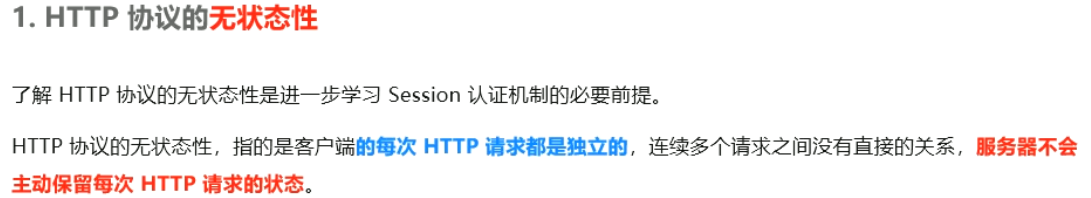 1. HTTP 协议的无状态性
了解 HTTP 协议的无状态性是进一步学习 Session 认证机制的必要前提。
HTTP 协议的无状态性，指的是客户端的每次 HTTP 请求都是独立的，连续多个请求之间没有直接的关系，服务器不会
主动保留每次 HTTP 请求的状态。